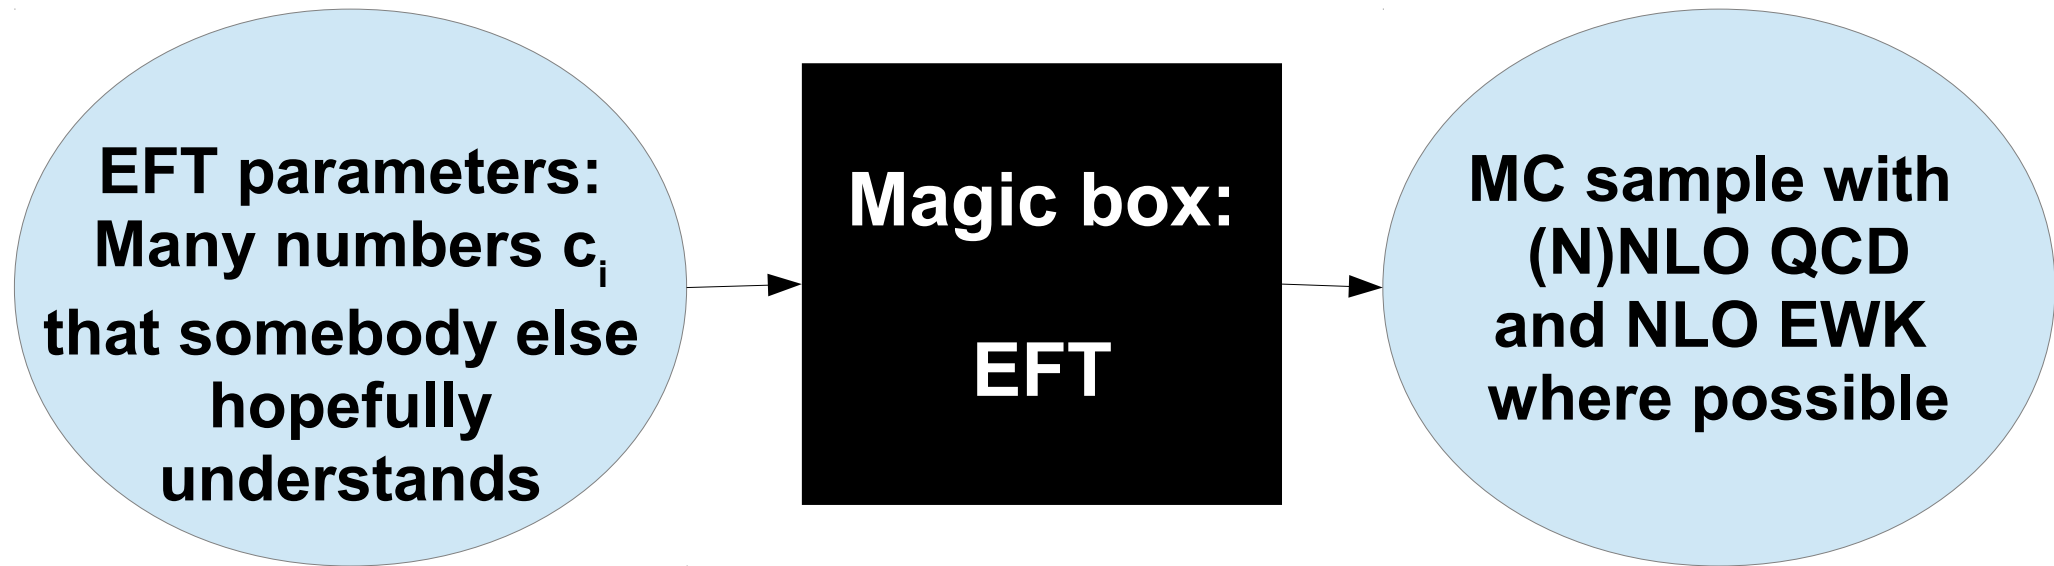 EFT parameters:
Many numbers c_i
that somebody else
hopefully
understands
Magic box:
EFT
MC sample with
(N)NLO QCD
and NLO EWK
where possible